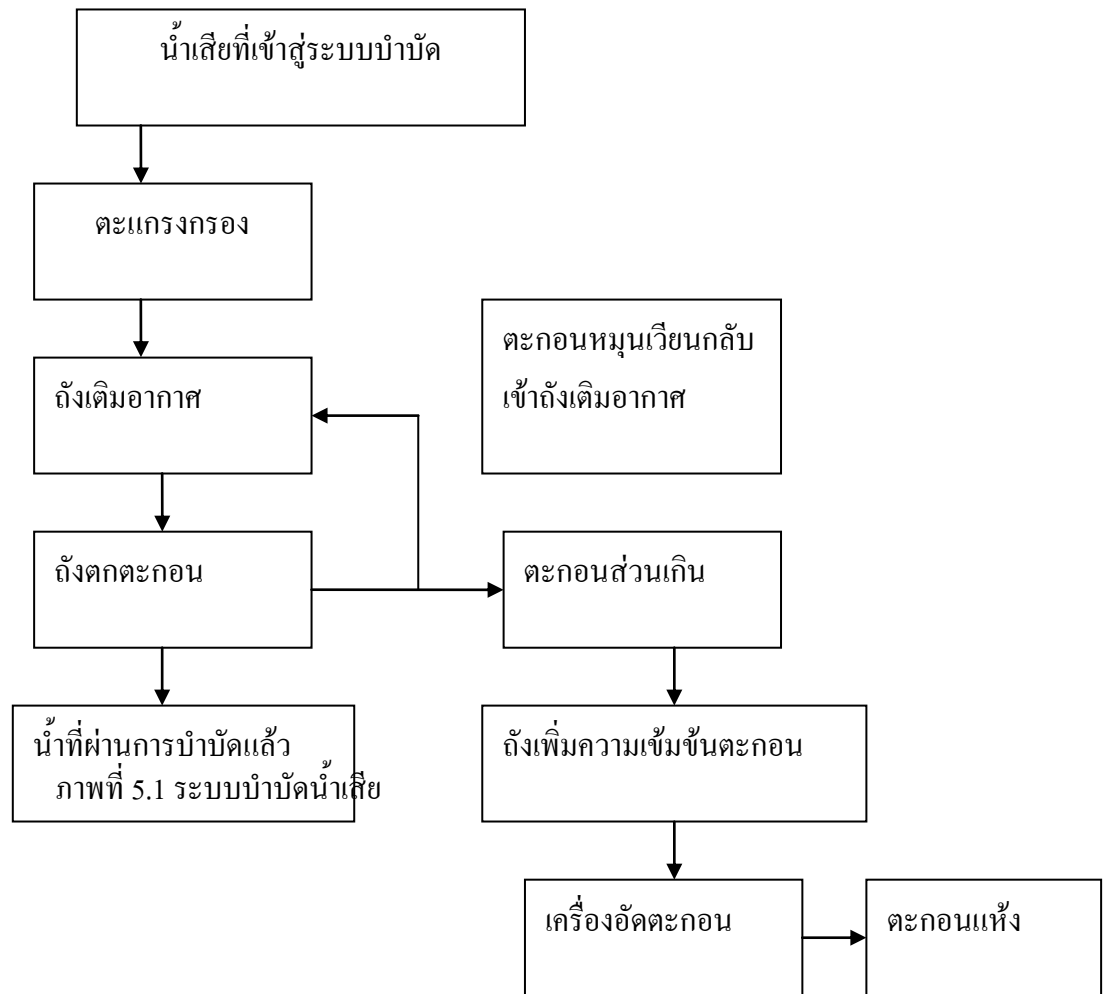 น้ำเสียที่เข้าสู่ระบบบำบัด
ตะแกรงกรอง
ตะกอนหมุนเวียนกลับ
เข้าถังเติมอากาศ
ถังเติมอากาศ
ถังตกตะกอน
ตะกอนส่วนเกิน
น้ำที่ผ่านการบำบัดแล้ว
ภาพที่ 5.1 ระบบบำบัดน้ำเสีย
ถังเพิ่มความเข้มข้นตะกอน
เครื่องอัดตะกอน
ตะกอนแห้ง